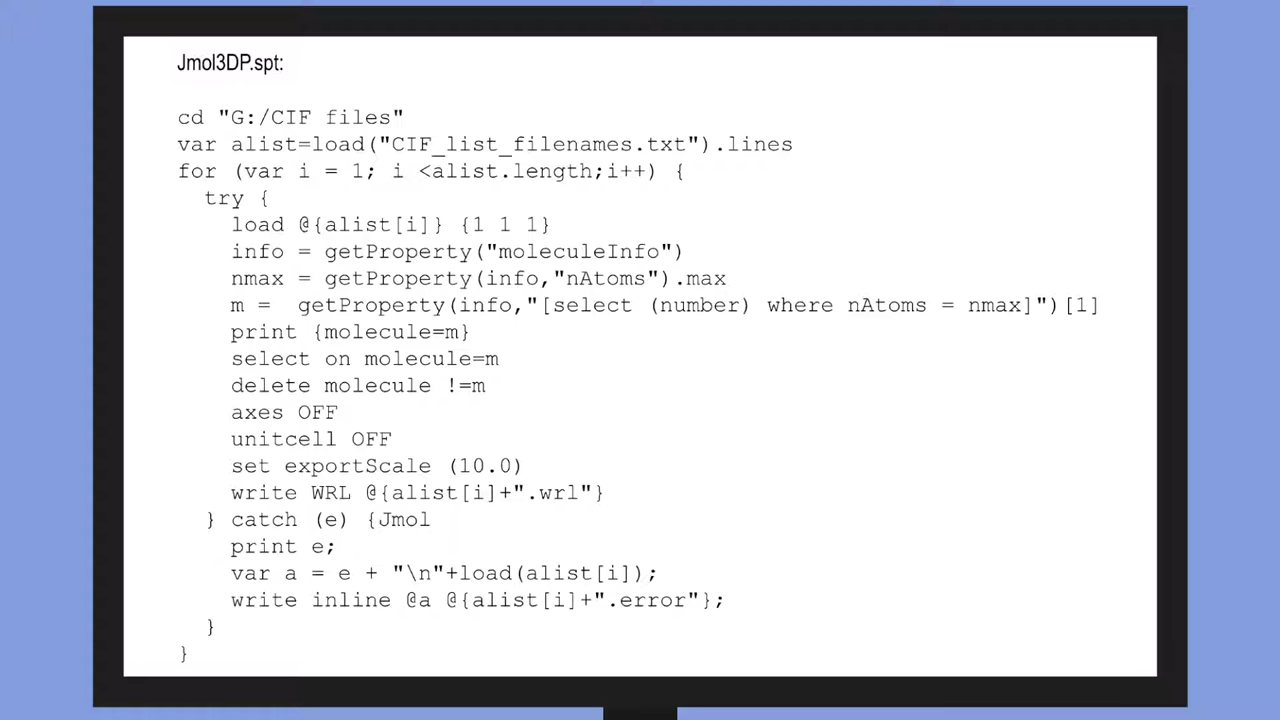 Jmol3DP.spt:
cd "G:/CIF files"
var alist=load("CIF_list_filenames.txt").lines
for (var i = 1; i <alist.length;i++) {
try {
load @{alist[i]} {1 1 1}
info = getProperty("moleculeInfo")
nmax = getProperty(info,"nAtoms").max
m =  getProperty(info,"[select (number) where nAtoms = nmax]")[1]
print {molecule=m}
select on molecule=m
delete molecule !=m
axes OFF
unitcell OFF
set exportScale (10.0)
write WRL @{alist[i]+".wrl"}
} catch (e) {Jmol
print e;
var a = e + "\n"+load(alist[i]);
write inline @a @{alist[i]+".error"};
}
}